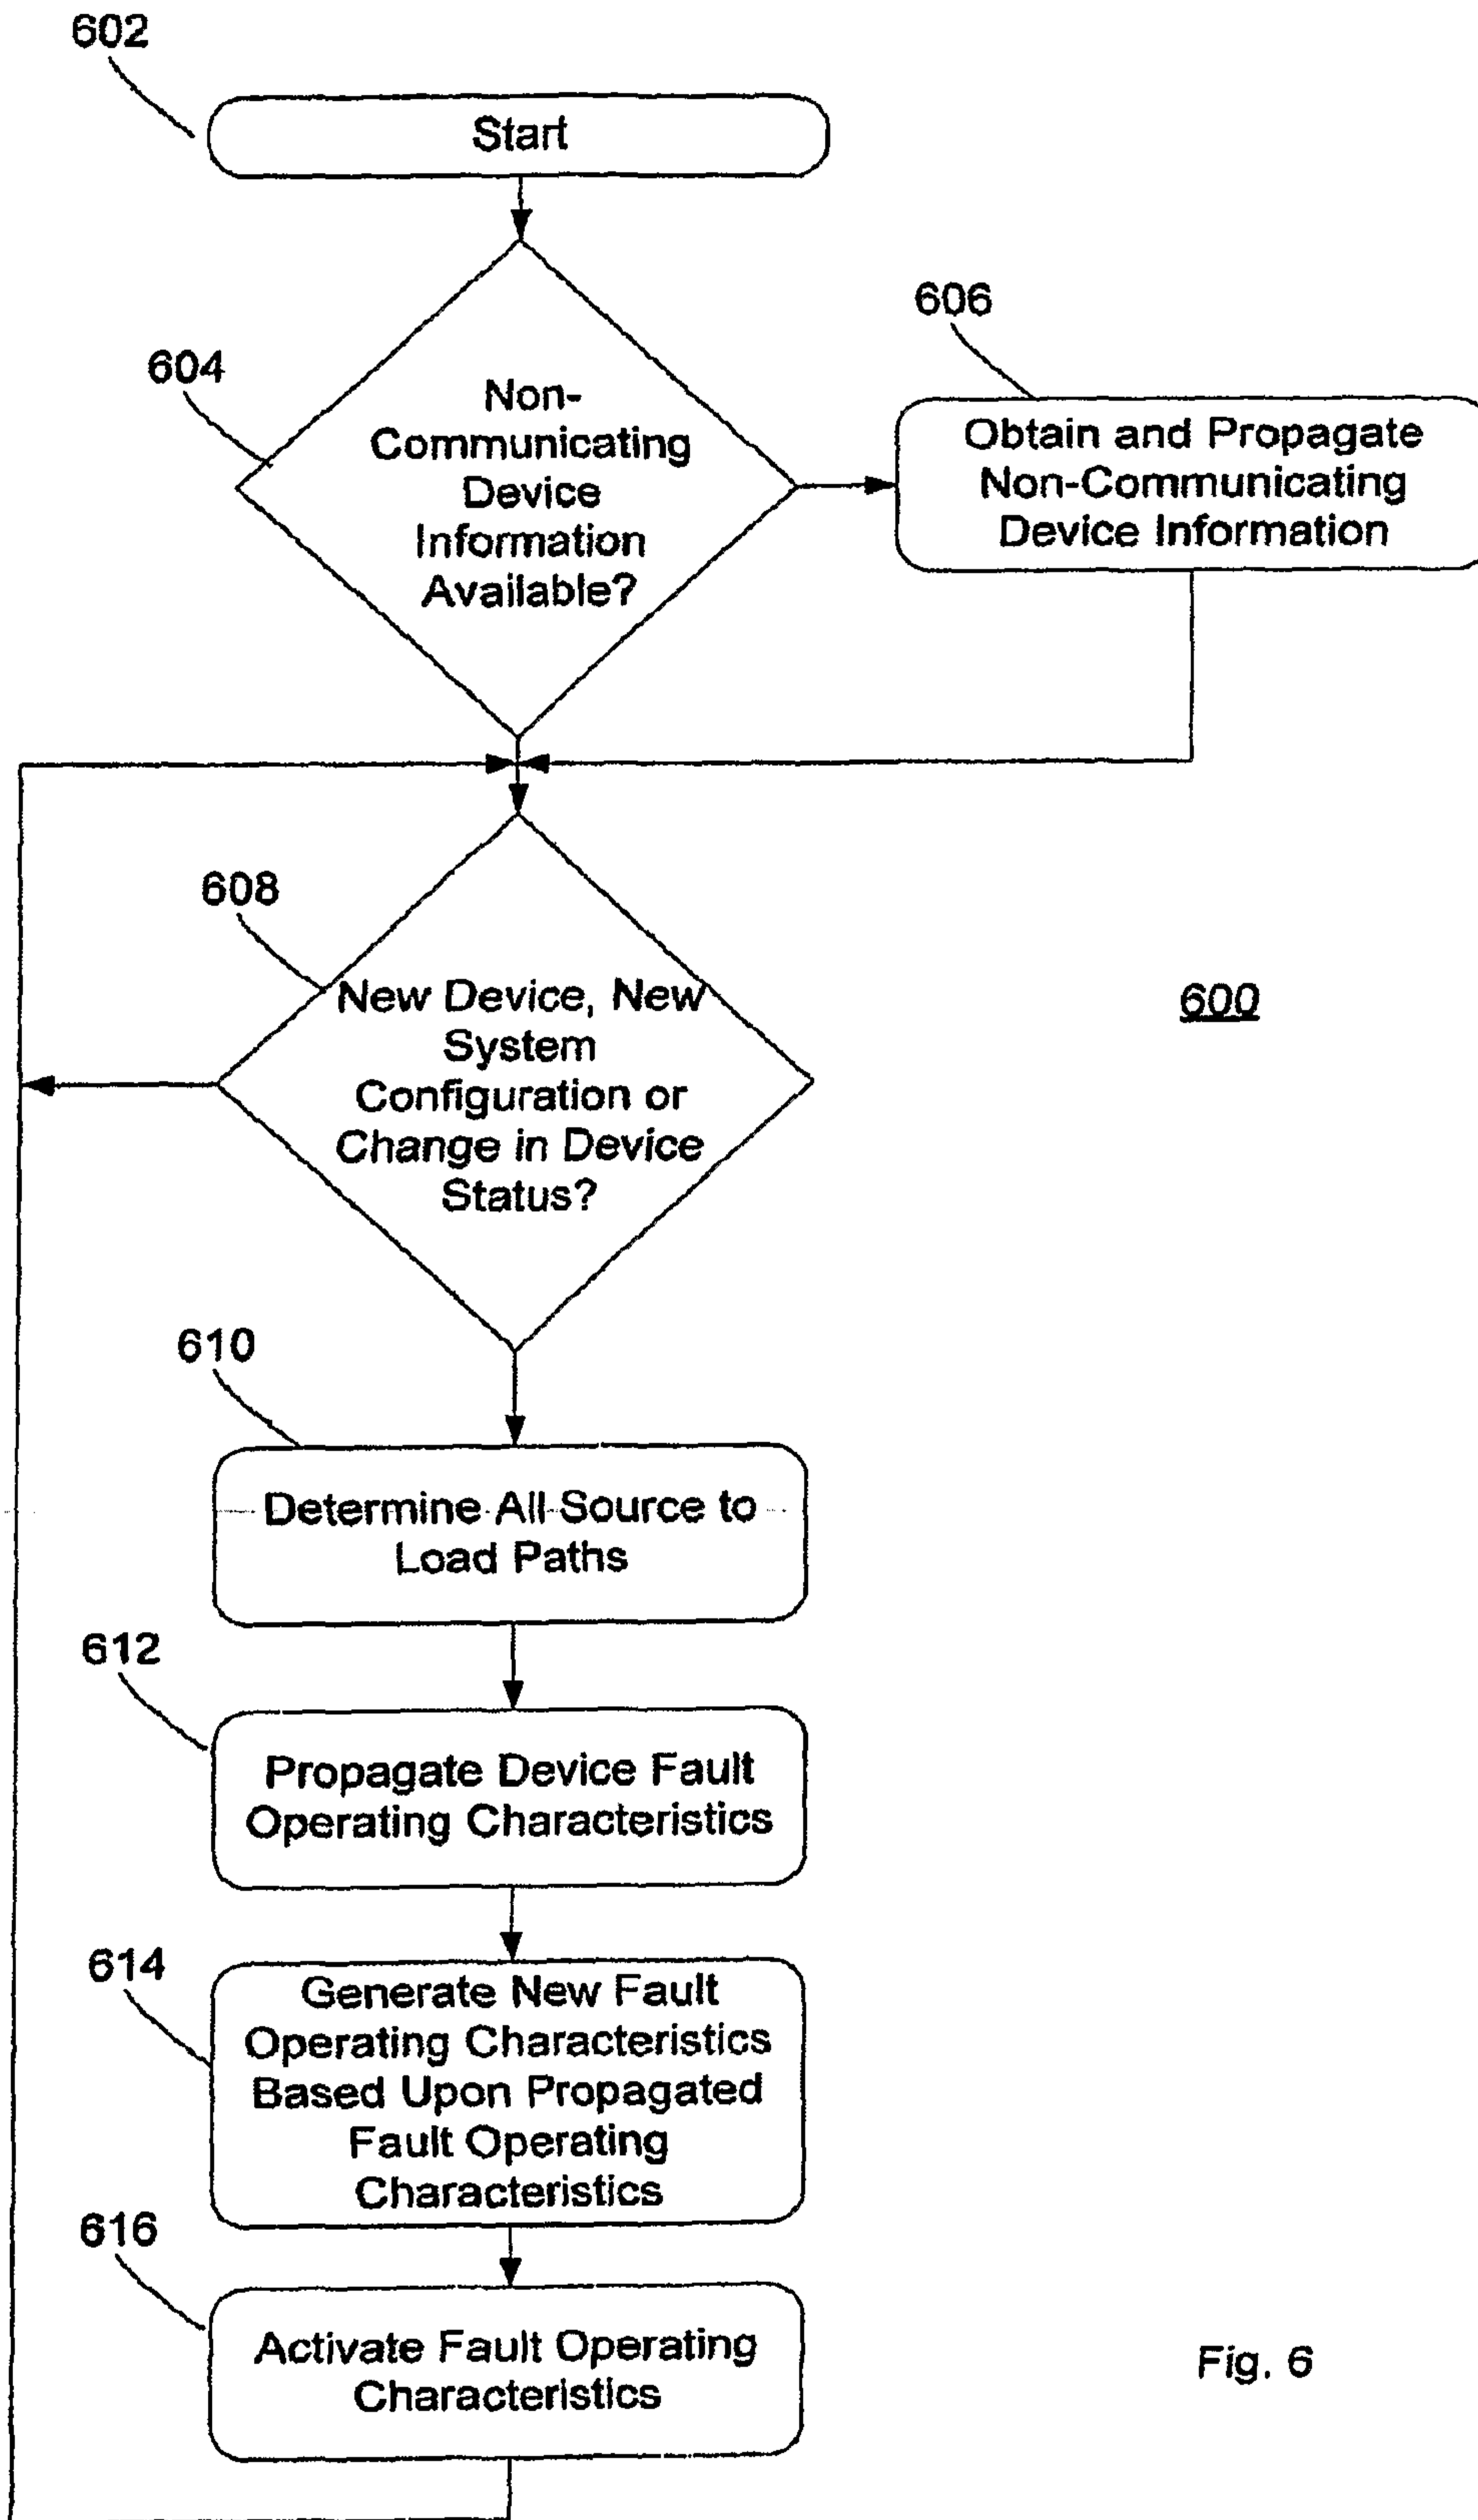 602
Start
604
Non-
Communicating
Device
Information
Available?
606
Obtain and Propagate
Non-Communicating
Device Information
608
New Device, New
System
Configuration or
Change in Device
Status?
600
610
Determine All Source to
Load Paths
612
Propagate Device Fault
Operating Characteristics
614
Generate New Fault
Operating Characteristics
Based Upon Propagated
Fault Operating
Characteristics
616
Activate Fault Operating
Characteristics
Fig. 6